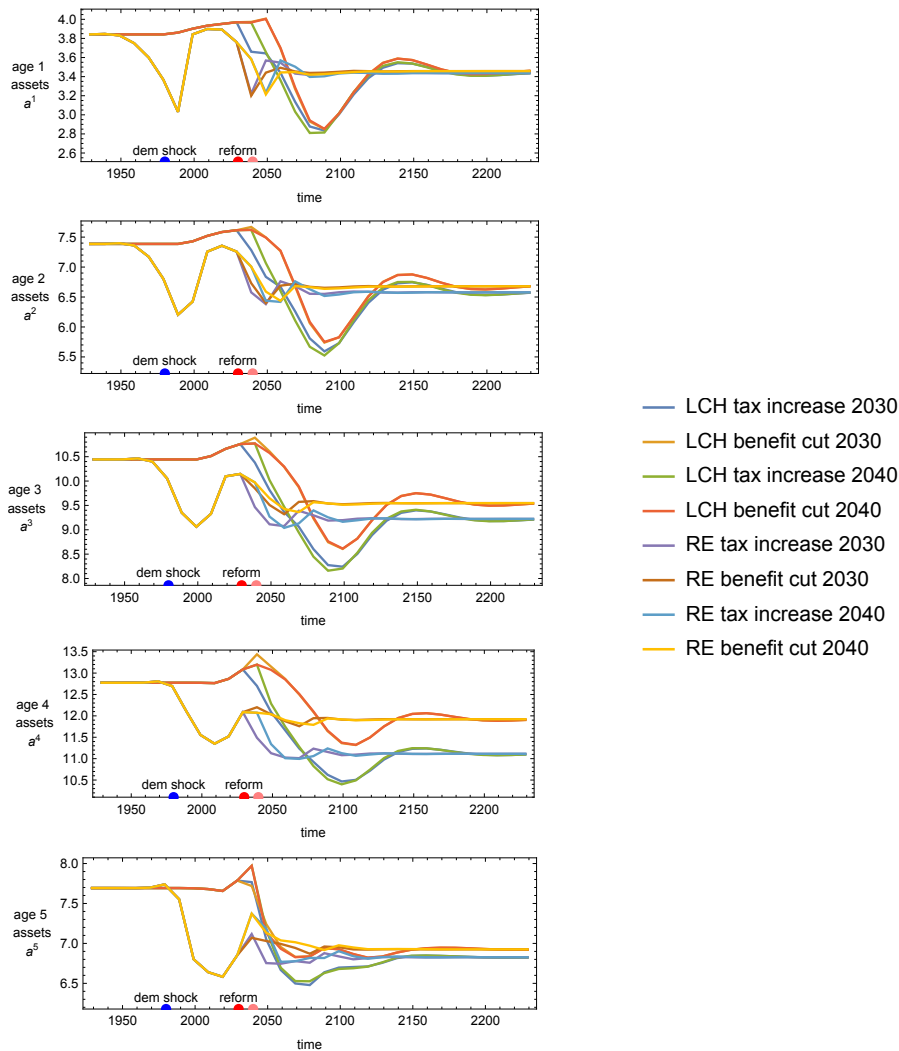 4.0
3.8
3.6
3.4
3.2
3.0
2.8
2.6
age 1
assets
a¹
dem shock reform
1950 2000 2050 2100 2150 2200
time
7.5
7.0
6.5
6.0
5.5
age 2
assets
a²
dem shock reform
1950 2000 2050 2100 2150 2200
time
10.5
10.0
9.5
9.0
8.5
8.0
age 3
assets
a³
dem shock reform
1950 2000 2050 2100 2150 2200
time
13.5
13.0
12.5
12.0
11.5
11.0
10.5
age 4
assets
a⁴
dem shock reform
1950 2000 2050 2100 2150 2200
time
8.0
7.5
7.0
6.5
age 5
assets
a⁵
dem shock reform
1950 2000 2050 2100 2150 2200
time
LCH tax increase 2030
LCH benefit cut 2030
LCH tax increase 2040
LCH benefit cut 2040
RE tax increase 2030
RE benefit cut 2030
RE tax increase 2040
RE benefit cut 2040